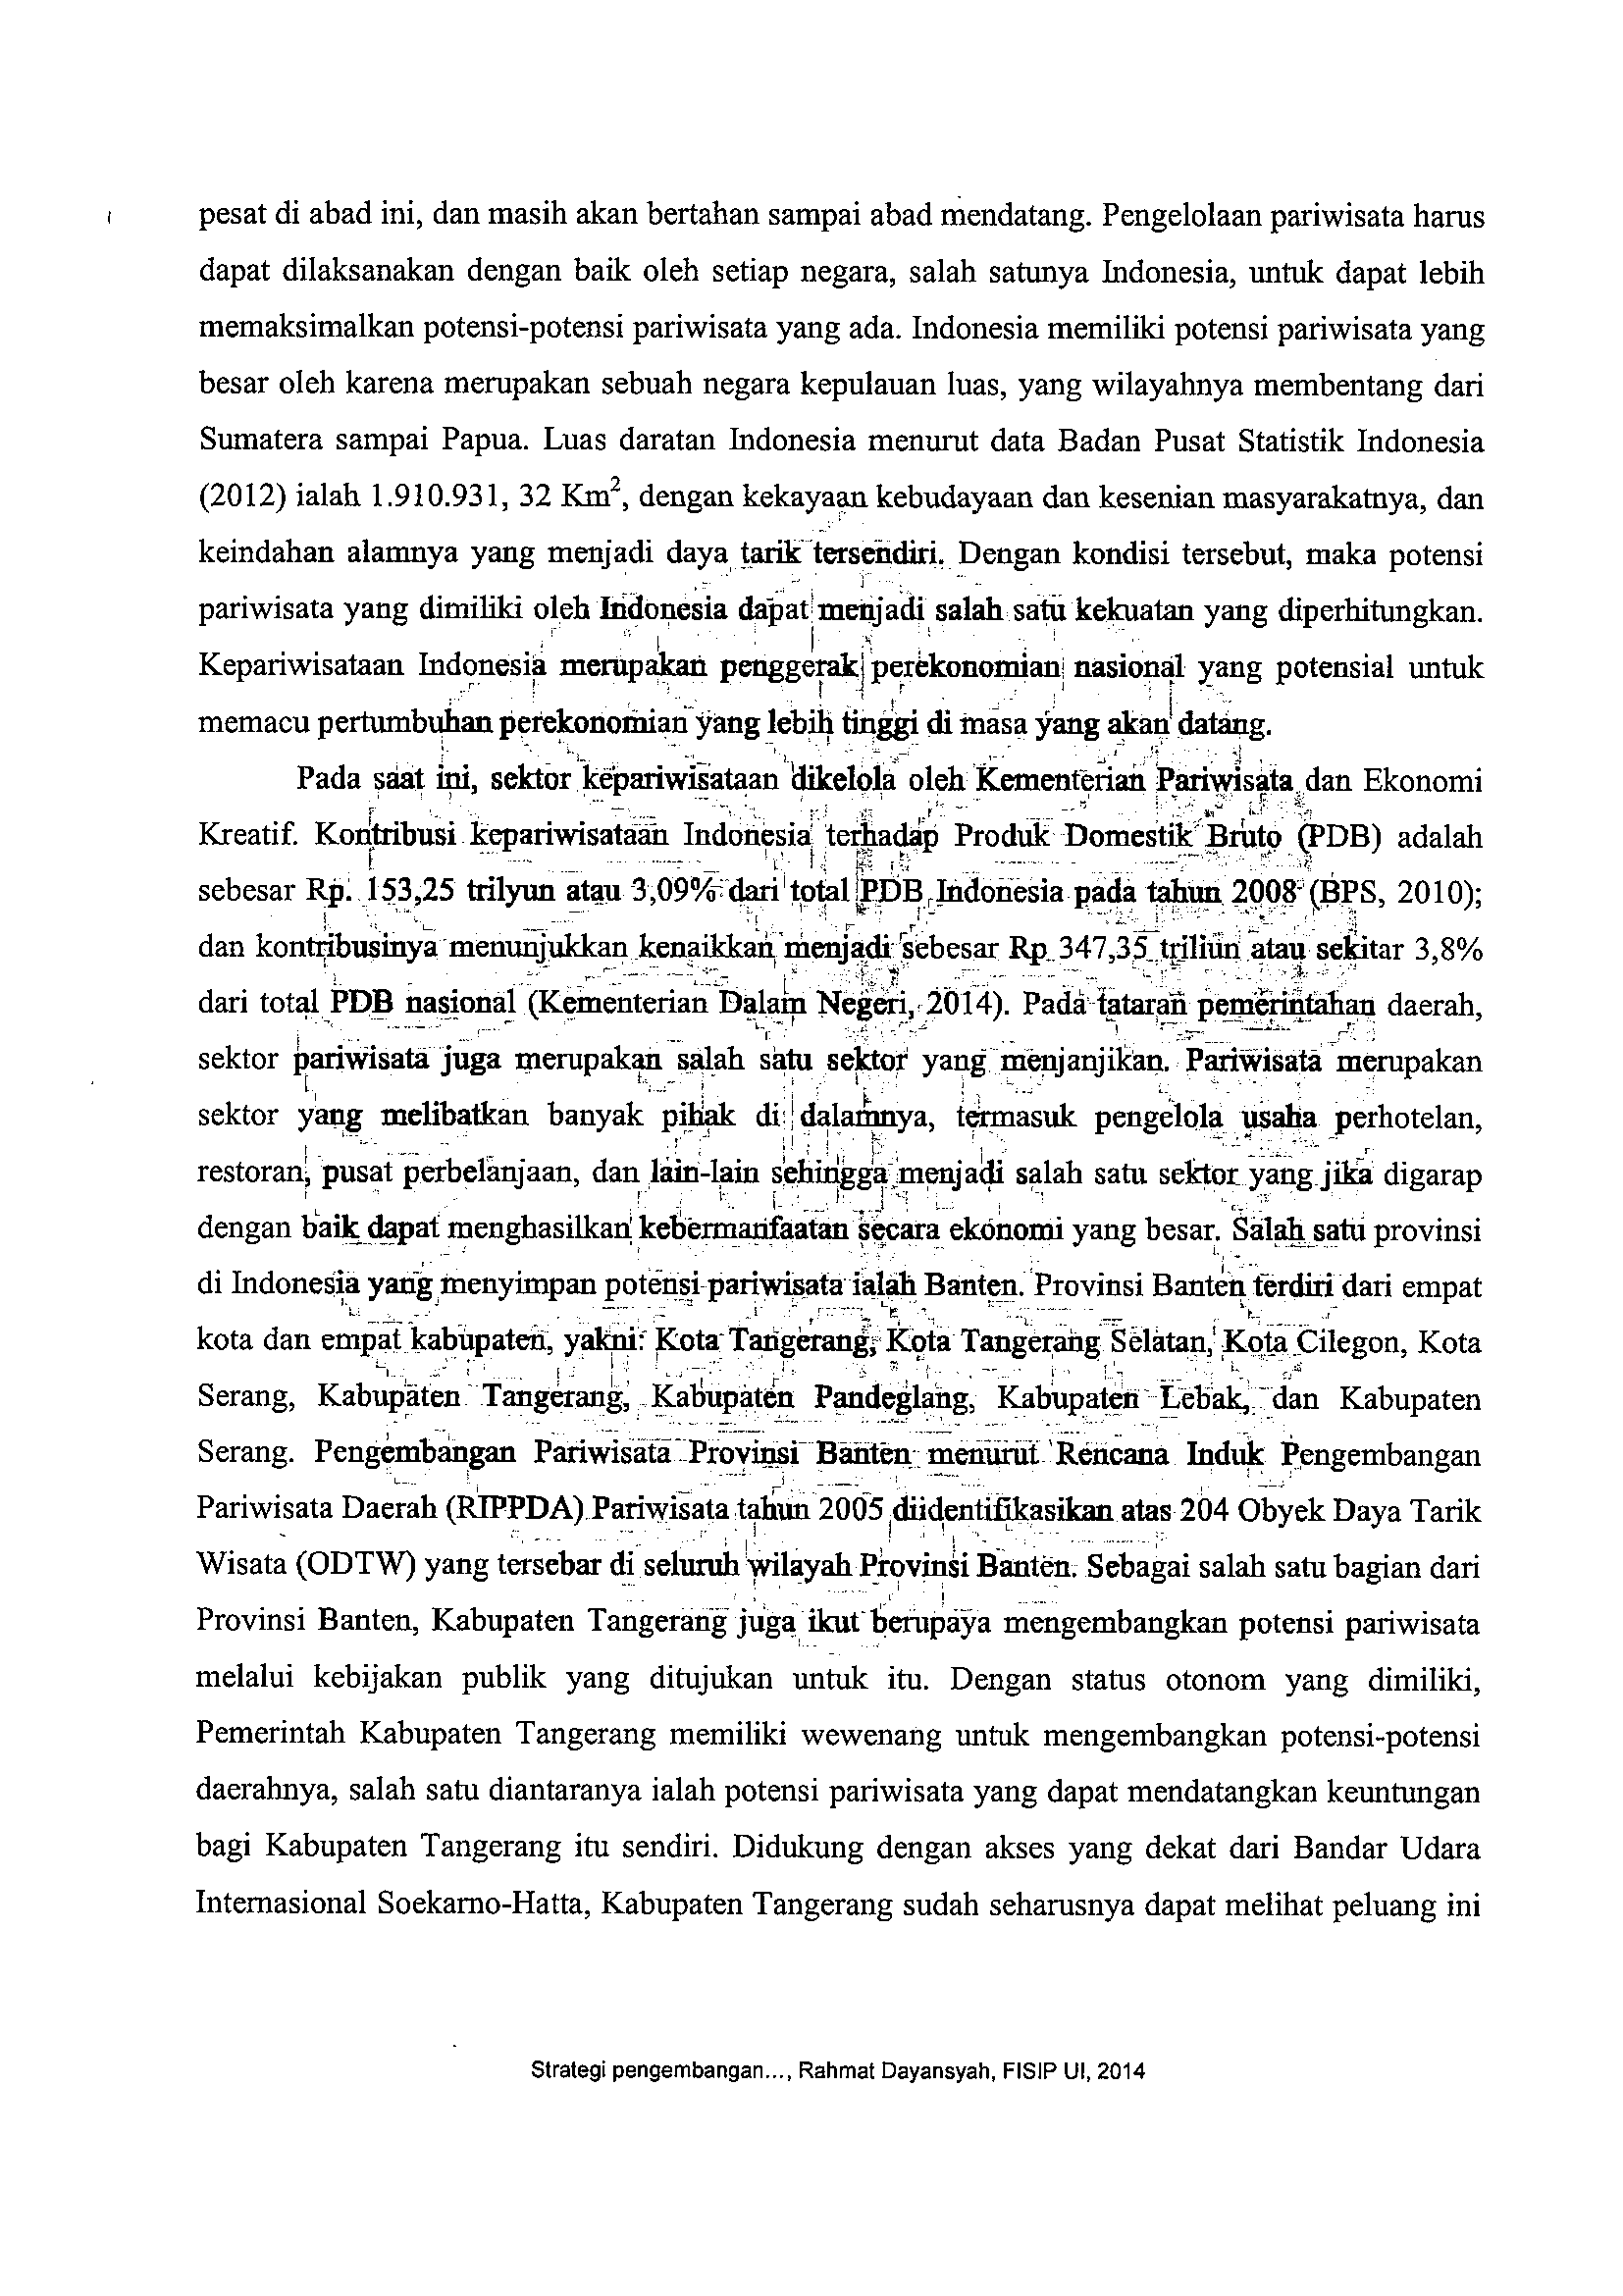 pesat di abad ini, dan masih akan bertahan sampai abad mendatang. Pengelolaan pariwisata harus
dapat dilaksanakan dengan baik oleh setiap negara, salah satunya Indonesia, untuk dapat lebih
memaksimalkan potensi-potensi pariwisata yang ada. Indonesia memiliki potensi pariwisata yang
besar oleh karena merupakan sebuah negara kepulauan luas, yang wilayahnya membentang dari
Sumatera sampai Papua. Luas daratan Indonesia menurut data Badan Pusat Statistik Indonesia
(2012) ialah 1.910.931, 32 Km², dengan kekayaan kebudayaan dan kesenian masyarakatnya, dan
keindahan alamnya yang menjadi daya tarik tersendiri. Dengan kondisi tersebut, maka potensi
pariwisata yang dimiliki oleh Indonesia dapat menjadi salah satu kekuatan yang diperhitungkan.
Kepariwisataan Indonesia merupakan penggerak perekonomian nasional yang potensial untuk
memacu pertumbuhan perekonomian yang lebih tinggi di masa yang akan datang.
Pada saat ini, sektor kepariwisataan dikelola oleh Kementerian Pariwisata dan Ekonomi
Kreatif. Kontribusi kepariwisataan Indonesia terhadap Produk Domestik Bruto (PDB) adalah
sebesar Rp. 153,25 trilyun atau 3,09% dari total PDB Indonesia pada tahun 2008 (BPS, 2010);
dan kontribusinya menunjukkan kenaikkan menjadi sebesar Rp 347,35 triliun atau sekitar 3,8%
dari total PDB nasional (Kementerian Dalam Negeri, 2014). Pada tataran pemerintahan daerah,
sektor pariwisata juga merupakan salah satu sektor yang menjanjikan. Pariwisata merupakan
sektor yang melibatkan banyak pihak di dalamnya, termasuk pengelola usaha perhotelan,
restoran, pusat perbelanjaan, dan lain-lain sehingga menjadi salah satu sektor yang jika digarap
dengan baik dapat menghasilkan kebermanfaatan secara ekonomi yang besar. Salah satu provinsi
di Indonesia yang menyimpan potensi pariwisata ialah Banten. Provinsi Banten terdiri dari empat
kota dan empat kabupaten, yakni: Kota Tangerang, Kota Tangerang Selatan, Kota Cilegon, Kota
Serang, Kabupaten Tangerang, Kabupaten Pandeglang, Kabupaten Lebak, dan Kabupaten
Serang. Pengembangan Pariwisata Provinsi Banten menurut Rencana Induk Pengembangan
Pariwisata Daerah (RIPPDA) Pariwisata tahun 2005 diidentifikasikan atas 204 Obyek Daya Tarik
Wisata (ODTW) yang tersebar di seluruh wilayah Provinsi Banten. Sebagai salah satu bagian dari
Provinsi Banten, Kabupaten Tangerang juga ikut berupaya mengembangkan potensi pariwisata
melalui kebijakan publik yang ditujukan untuk itu. Dengan status otonom yang dimiliki,
Pemerintah Kabupaten Tangerang memiliki wewenang untuk mengembangkan potensi-potensi
daerahnya, salah satu diantaranya ialah potensi pariwisata yang dapat mendatangkan keuntungan
bagi Kabupaten Tangerang itu sendiri. Didukung dengan akses yang dekat dari Bandar Udara
Internasional Soekarno-Hatta, Kabupaten Tangerang sudah seharusnya dapat melihat peluang ini
Strategi pengembangan..., Rahmat Dayansyah, FISIP UI, 2014